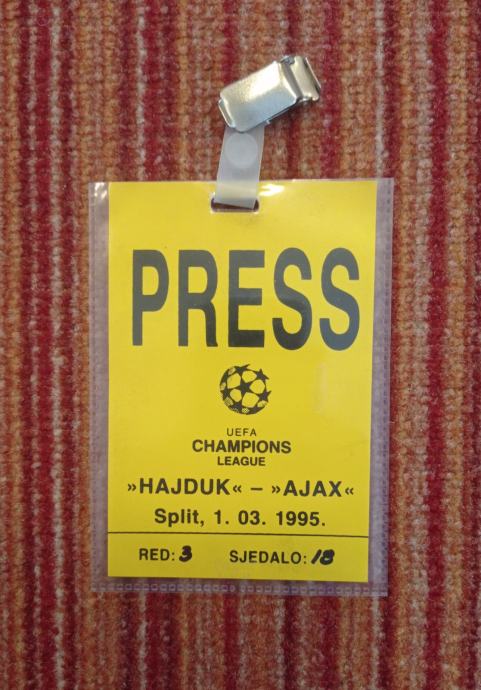 PRESS
UEFA
CHAMPIONS
LEAGUE
»HAJDUK« – »AJAX«
Split, 1. 03. 1995.
RED: 3 SJEDALO: 18